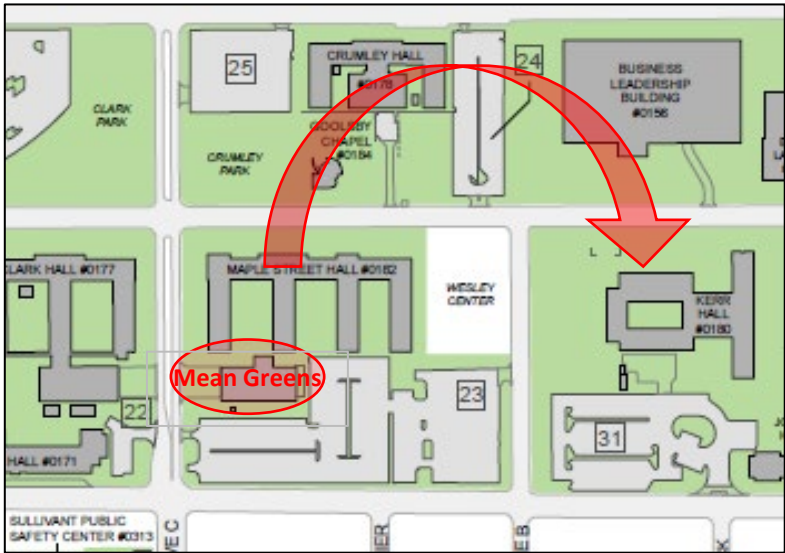 CRUMLEY HALL
#0178
25
24
BUSINESS
LEADERSHIP
BUILDING
#0156
CLARK
PARK
GOOLSBY
CHAPEL
#0184
CRUMLEY
PARK
CLARK HALL #0177
MAPLE STREET HALL #0182
WESLEY
CENTER
KERR
HALL
#0180
Mean Greens
22
23
31
HALL #0171
SULLIVANT PUBLIC
SAFETY CENTER #0313
VE C
IER
E B
K